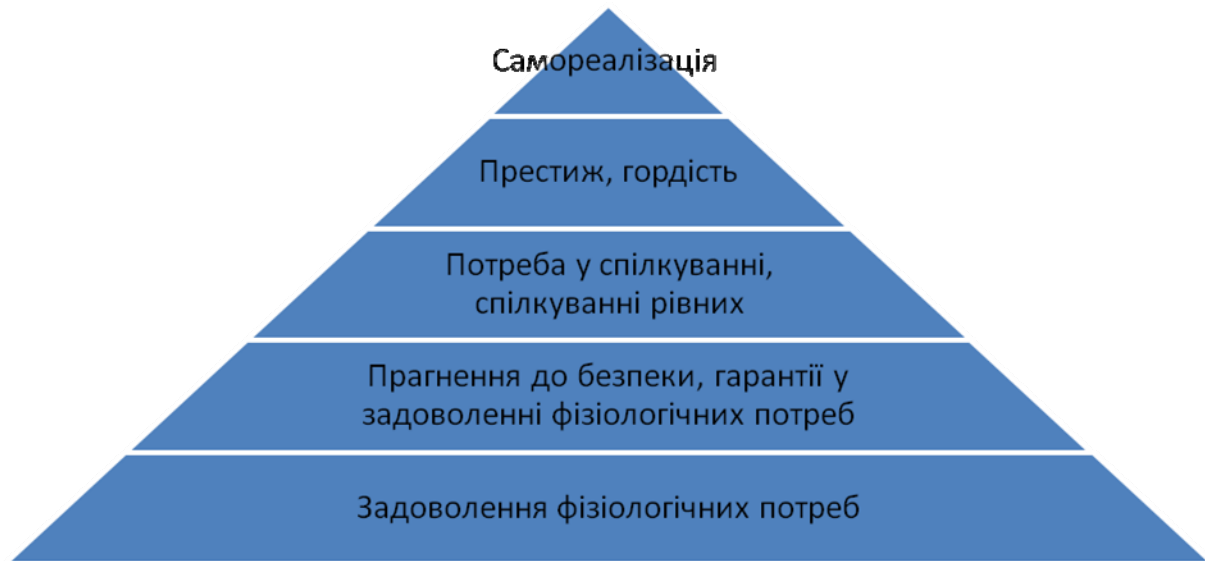 Самореалізація
Престиж, гордість
Потреба у спілкуванні,
спілкуванні рівних
Прагнення до безпеки, гарантії у
задоволенні фізіологічних потреб
Задоволення фізіологічних потреб